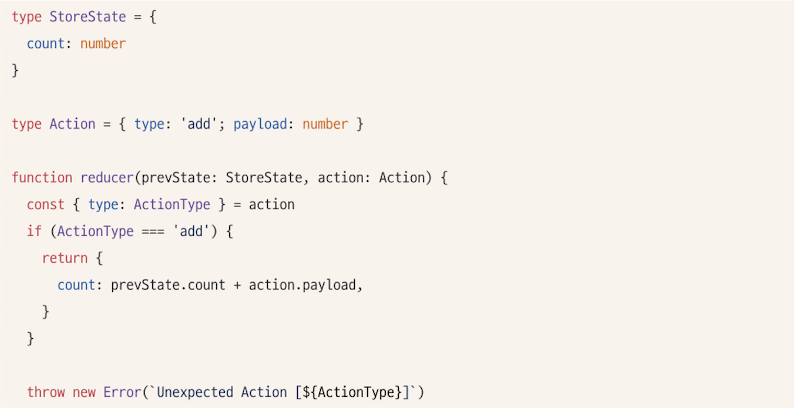 type StoreState = {
  count: number
}

type Action = { type: 'add'; payload: number }

function reducer(prevState: StoreState, action: Action) {
  const { type: ActionType } = action
  if (ActionType === 'add') {
    return {
      count: prevState.count + action.payload,
    }
  }

  throw new Error(`Unexpected Action [${ActionType}]`)